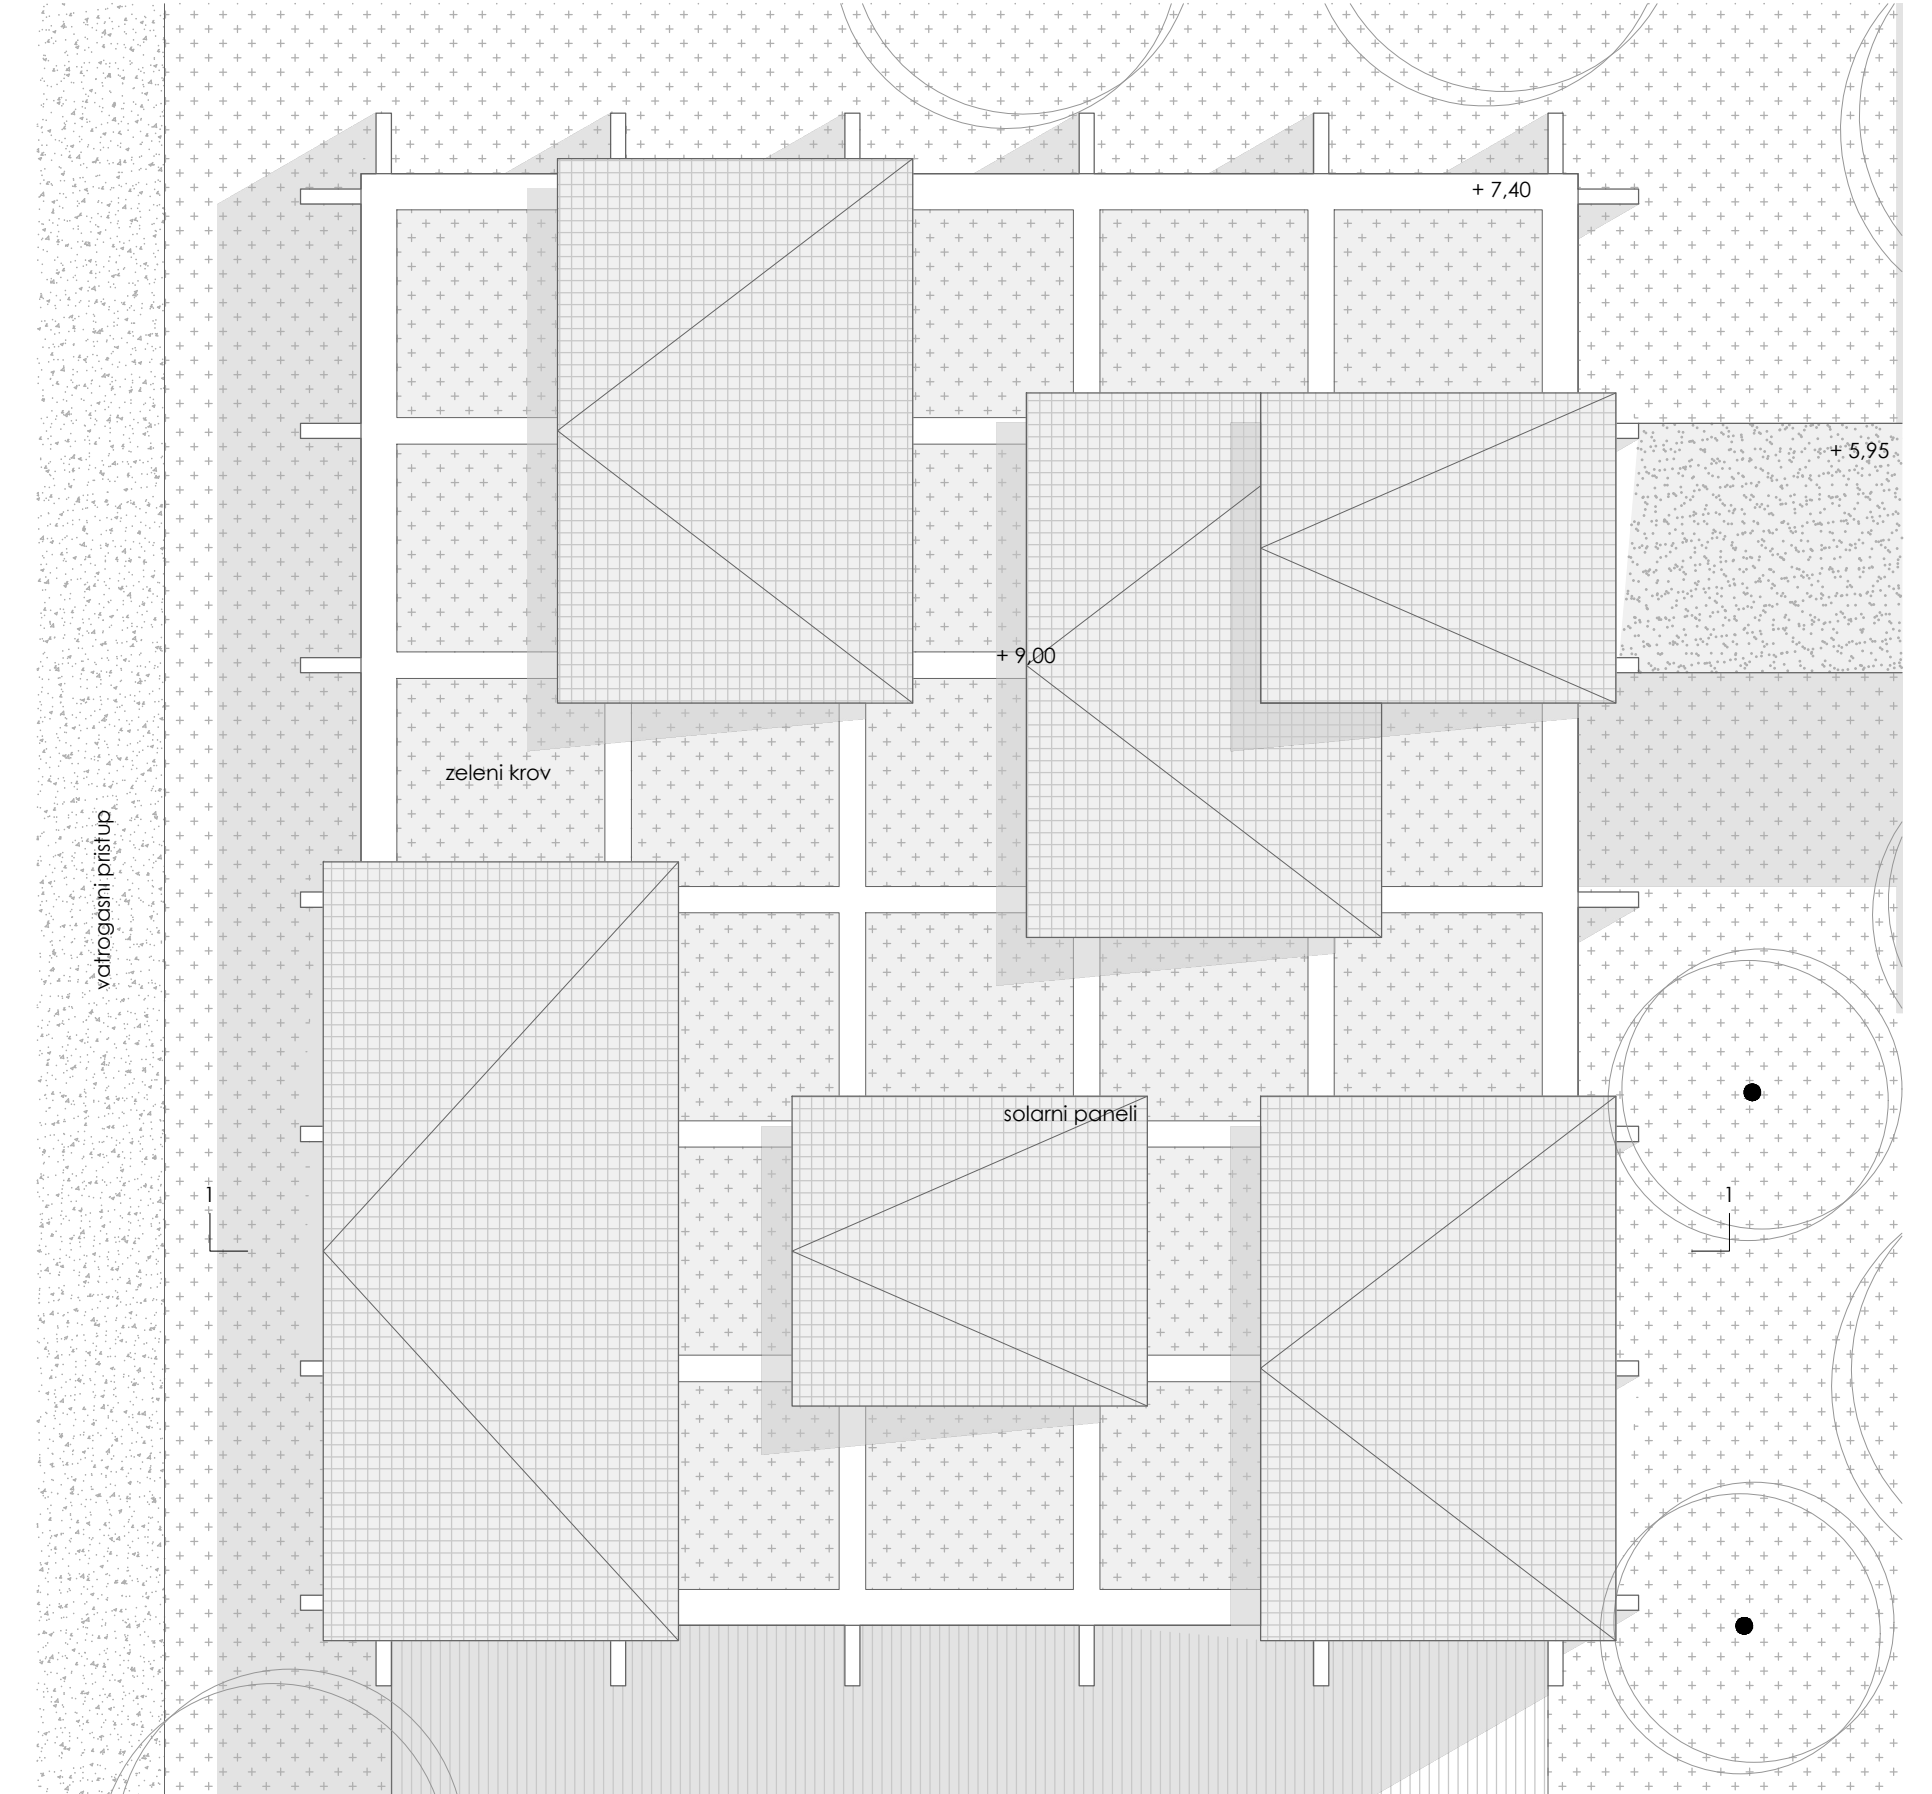 + 7,40
+ 5,95
+ 9,00
zeleni krov
vatrogasni pristup
solarni paneli
1
1